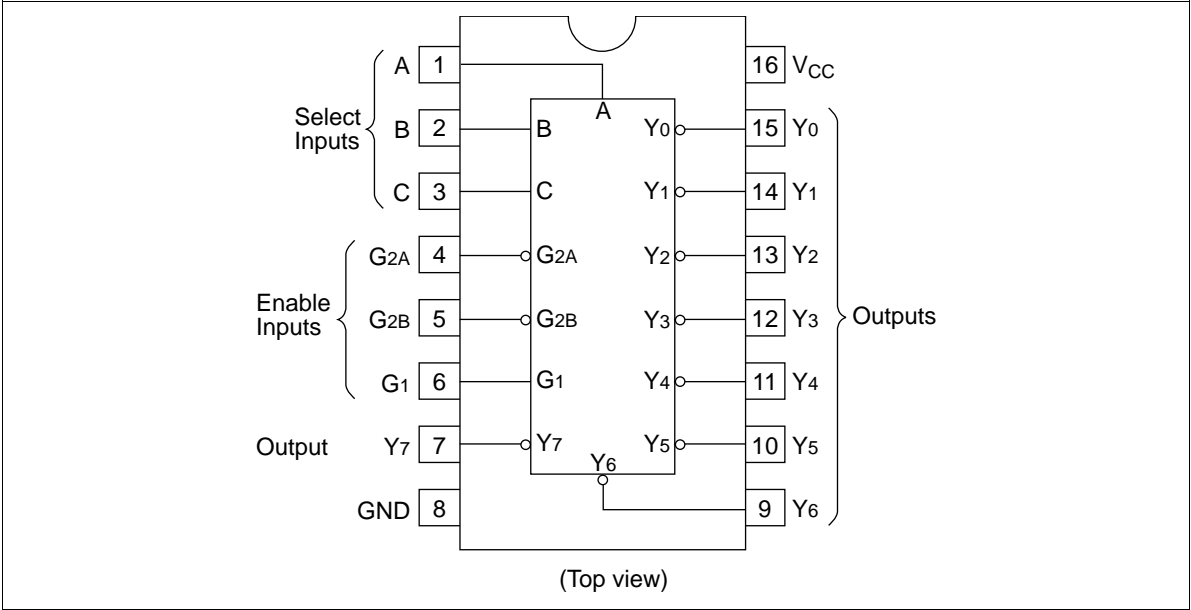 A 1
Select
Inputs
B 2
C 3
Enable
Inputs
G2A 4
G2B 5
G1 6
Output Y7 7
GND 8
A
B
C
G2A
G2B
G1
Y7
Y0
Y1
Y2
Y3
Y4
Y5
Y6
16 VCC
15 Y0
14 Y1
13 Y2
12 Y3
11 Y4
10 Y5
9 Y6
Outputs
(Top view)